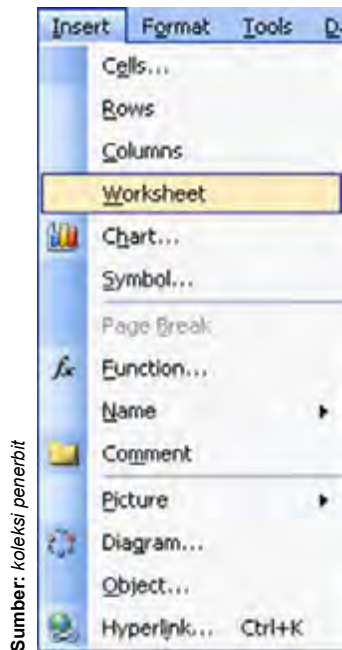 Insert Format Tools D
Cells...
Rows
Columns
Worksheet
Chart...
Symbol...
Page Break
fx Function...
Name
Comment
Picture
Diagram...
Object...
Hyperlink... Ctrl+K
Sumber: koleksi penerbit